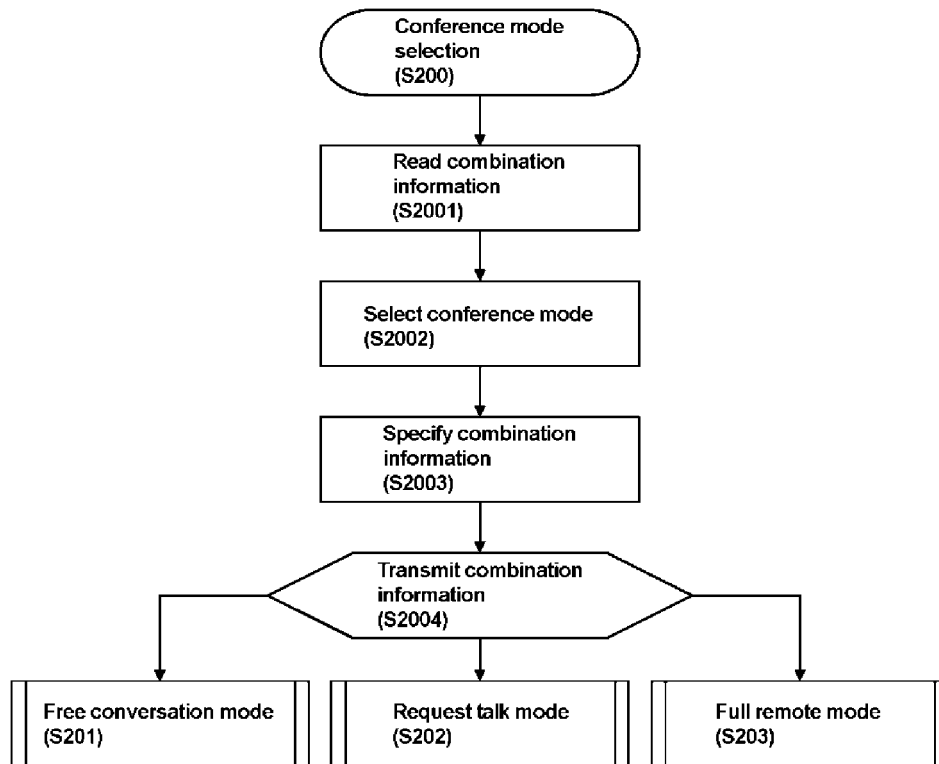 Conference mode
selection
(S200)
Read combination
information
(S2001)
Select conference mode
(S2002)
Specify combination
information
(S2003)
Transmit combination
information
(S2004)
Free conversation mode
(S201)
Request talk mode
(S202)
Full remote mode
(S203)